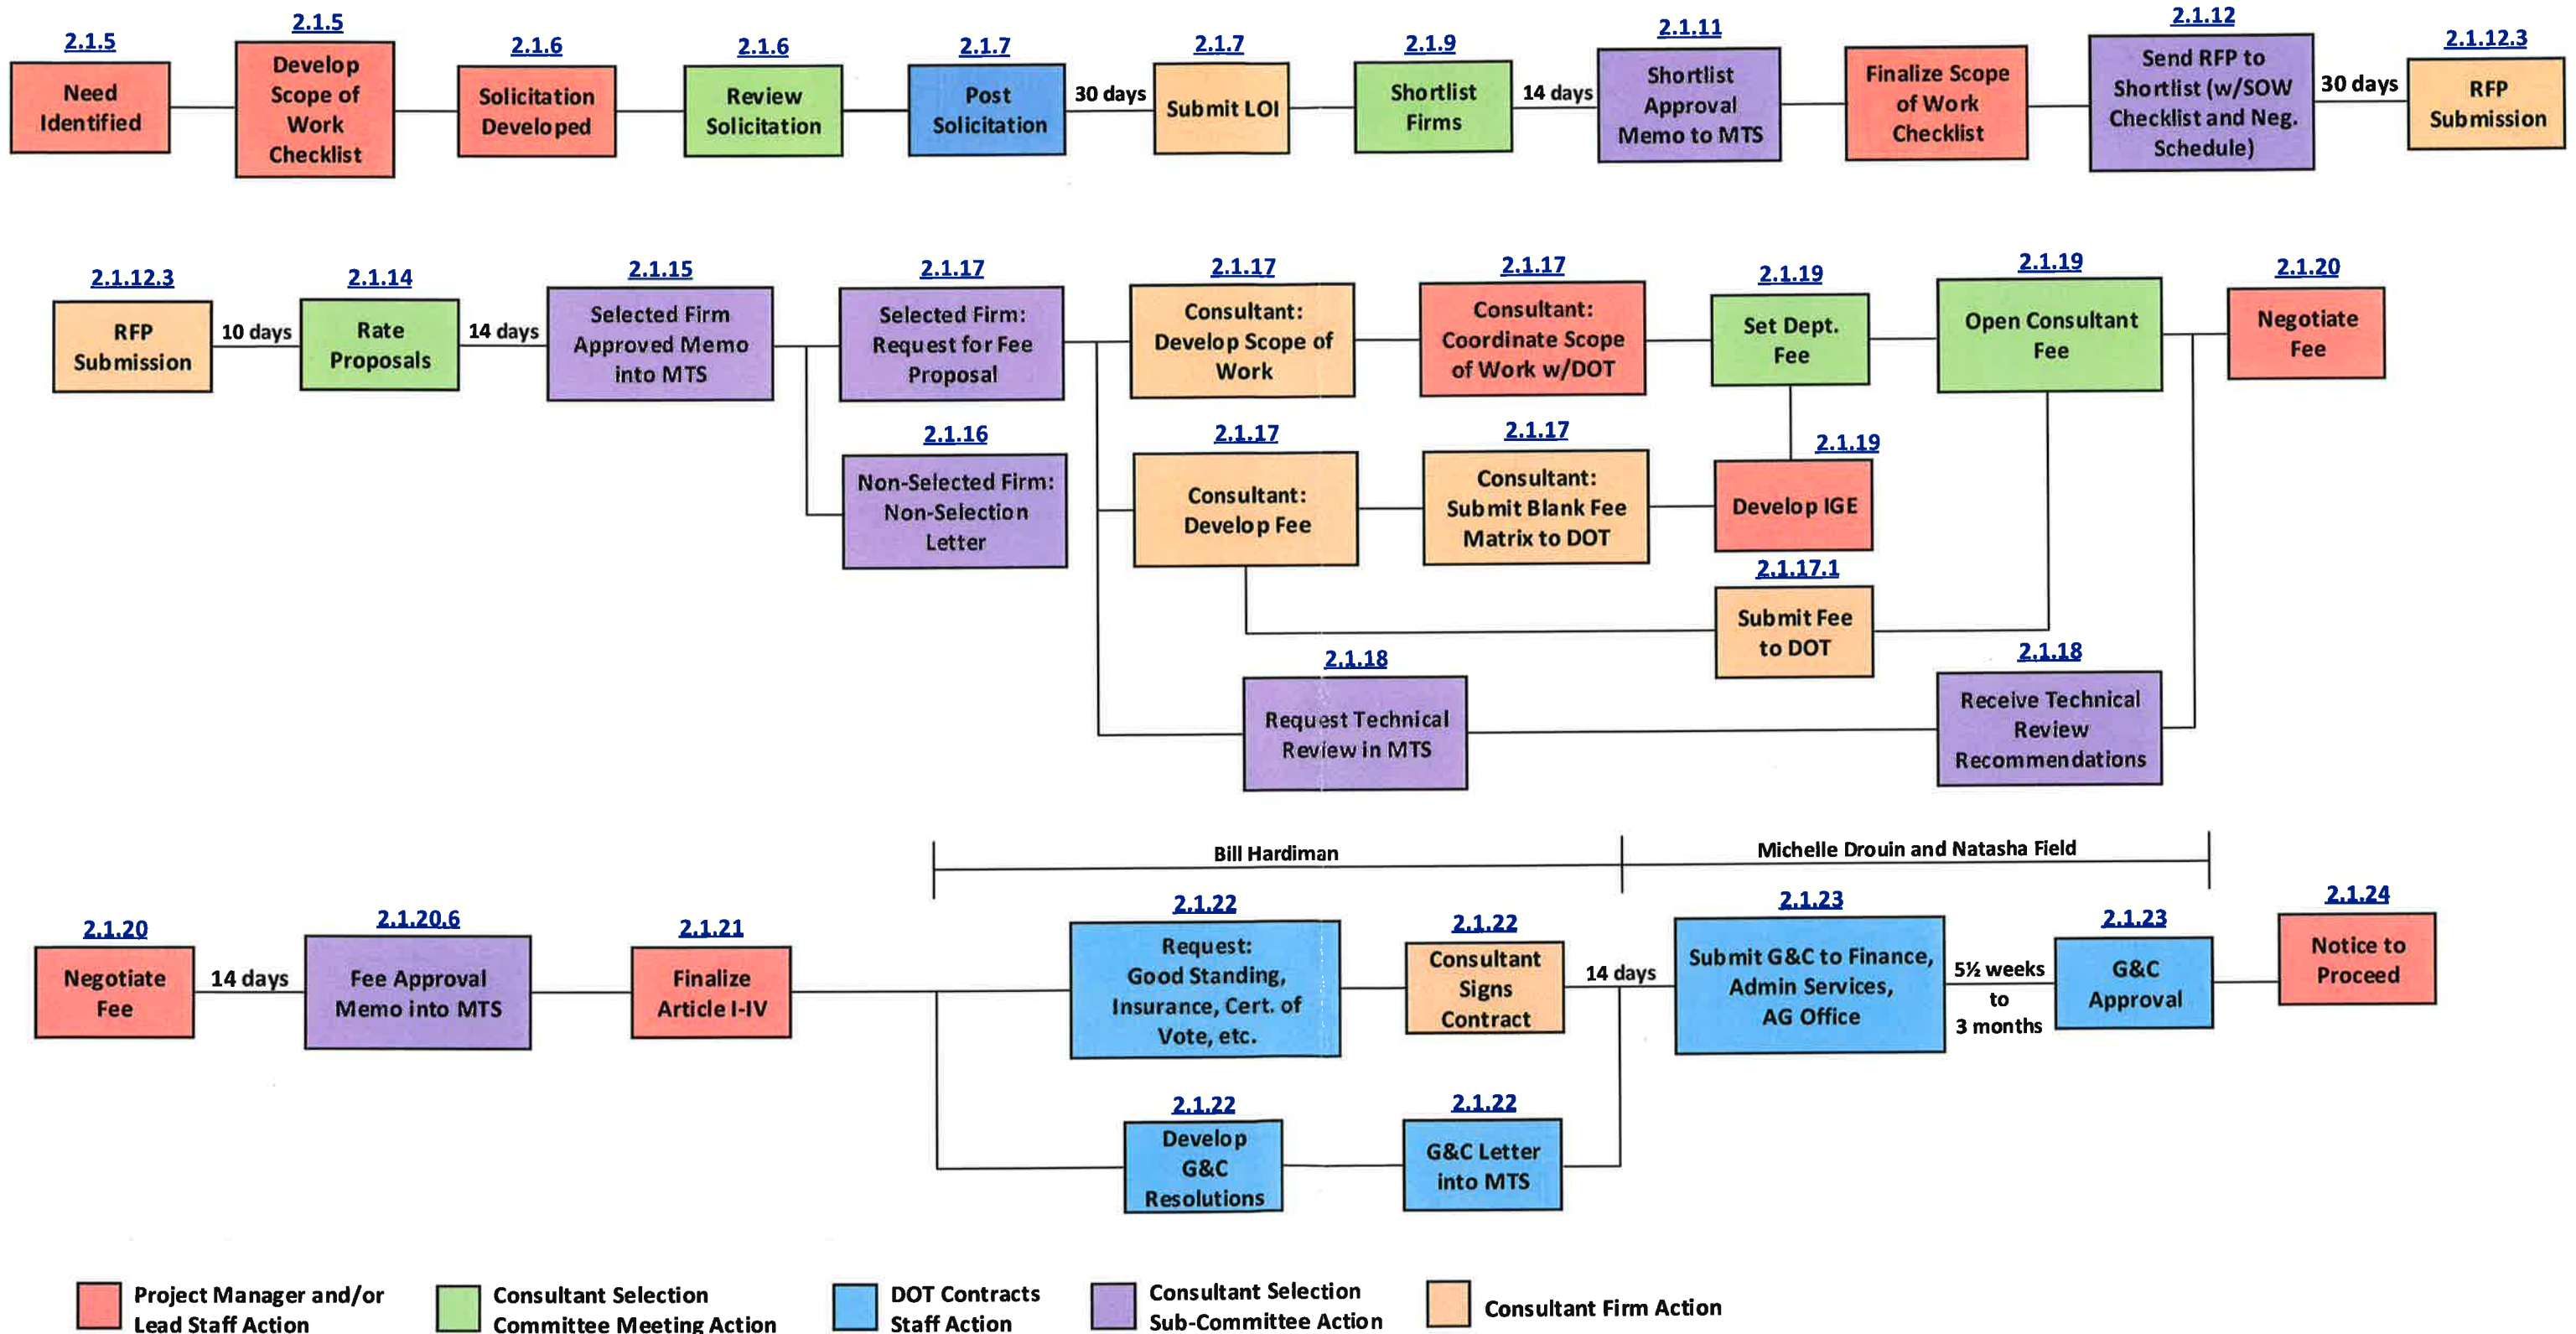 2.1.5
Need
Identified
2.1.5
Develop
Scope of
Work
Checklist
2.1.6
Solicitation
Developed
2.1.6
Review
Solicitation
2.1.7
Post
Solicitation
30 days
2.1.7
Submit LOI
2.1.9
Shortlist
Firms
14 days
2.1.11
Shortlist
Approval
Memo to MTS
Finalize Scope
of Work
Checklist
2.1.12
Send RFP to
Shortlist (w/SOW
Checklist and Neg.
Schedule)
30 days
2.1.12.3
RFP
Submission
2.1.12.3
RFP
Submission
10 days
2.1.14
Rate
Proposals
14 days
2.1.15
Selected Firm
Approved Memo
into MTS
2.1.17
Selected Firm:
Request for Fee
Proposal
2.1.17
Consultant:
Develop Scope of
Work
2.1.17
Consultant:
Coordinate Scope
of Work w/DOT
2.1.19
Set Dept.
Fee
2.1.19
Open Consultant
Fee
2.1.20
Negotiate
Fee
2.1.16
Non-Selected Firm:
Non-Selection
Letter
2.1.17
Consultant:
Develop Fee
2.1.17
Consultant:
Submit Blank Fee
Matrix to DOT
2.1.19
Develop IGE
2.1.17.1
Submit Fee
to DOT
2.1.18
Request Technical
Review in MTS
2.1.18
Receive Technical
Review
Recommendations
Bill Hardiman
Michelle Drouin and Natasha Field
2.1.20
Negotiate
Fee
14 days
2.1.20.6
Fee Approval
Memo into MTS
2.1.21
Finalize
Article I-IV
2.1.22
Request:
Good Standing,
Insurance, Cert. of
Vote, etc.
2.1.22
Consultant
Signs
Contract
14 days
2.1.23
Submit G&C to Finance,
Admin Services,
AG Office
5½ weeks
to
3 months
2.1.23
G&C
Approval
2.1.24
Notice to
Proceed
2.1.22
Develop
G&C
Resolutions
2.1.22
G&C Letter
into MTS
Project Manager and/or
Lead Staff Action
Consultant Selection
Committee Meeting Action
DOT Contracts
Staff Action
Consultant Selection
Sub-Committee Action
Consultant Firm Action